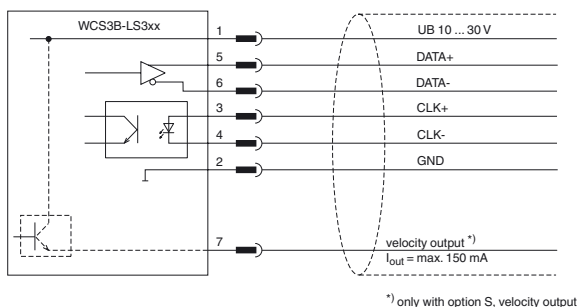 WCS3B-LS3xx
1 UB 10 ... 30 V
5 DATA+
6 DATA-
3 CLK+
4 CLK-
2 GND
7 velocity output *)
Iout = max. 150 mA
*) only with option S, velocity output